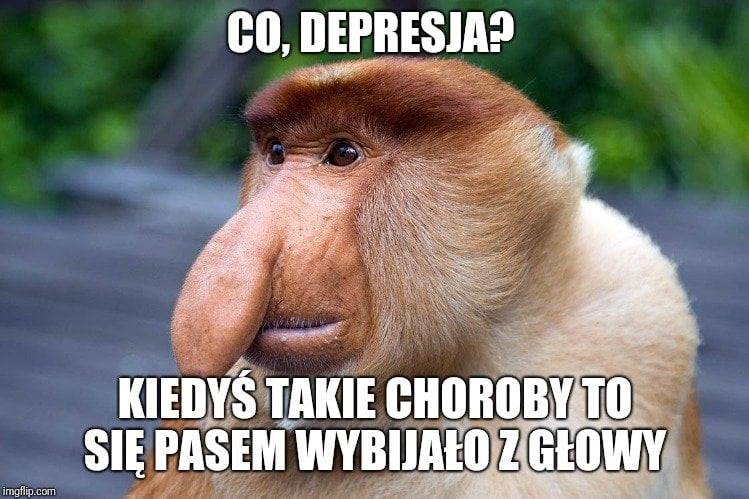 CO, DEPRESJA?
KIEDYŚ TAKIE CHOROBY TO
SIĘ PASEM WYBIJAŁO Z GŁOWY
imgflip.com